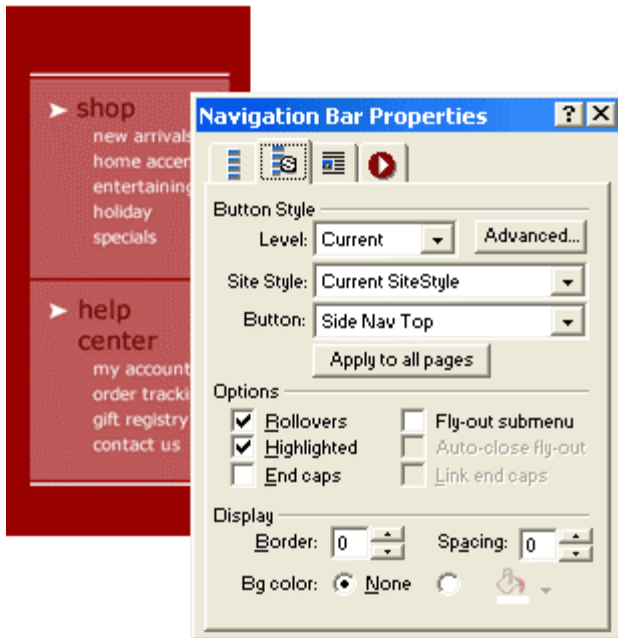 shop
new arrivals
home accen
entertaining
holiday
specials
help
center
my account
order tracki
gift registry
contact us
Navigation Bar Properties
Button Style
Level: Current Advanced...
Site Style: Current SiteStyle
Button: Side Nav Top
Apply to all pages
Options
Rollovers Fly-out submenu
Highlighted Auto-close fly-out
End caps Link end caps
Display
Border: 0 Spacing: 0
Bg color: None